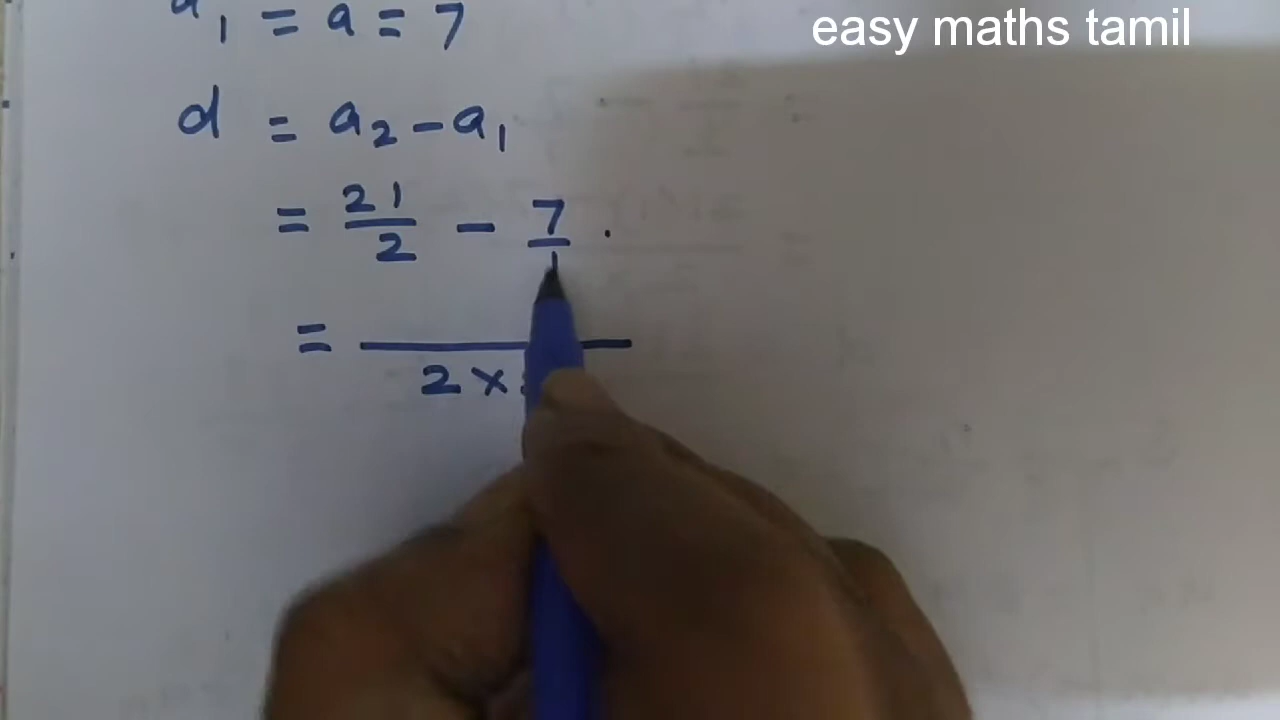 easy maths tamil
a₁ = a = 7
d = a₂ - a₁
= 21/2 - 7/1 .
= 2 ×